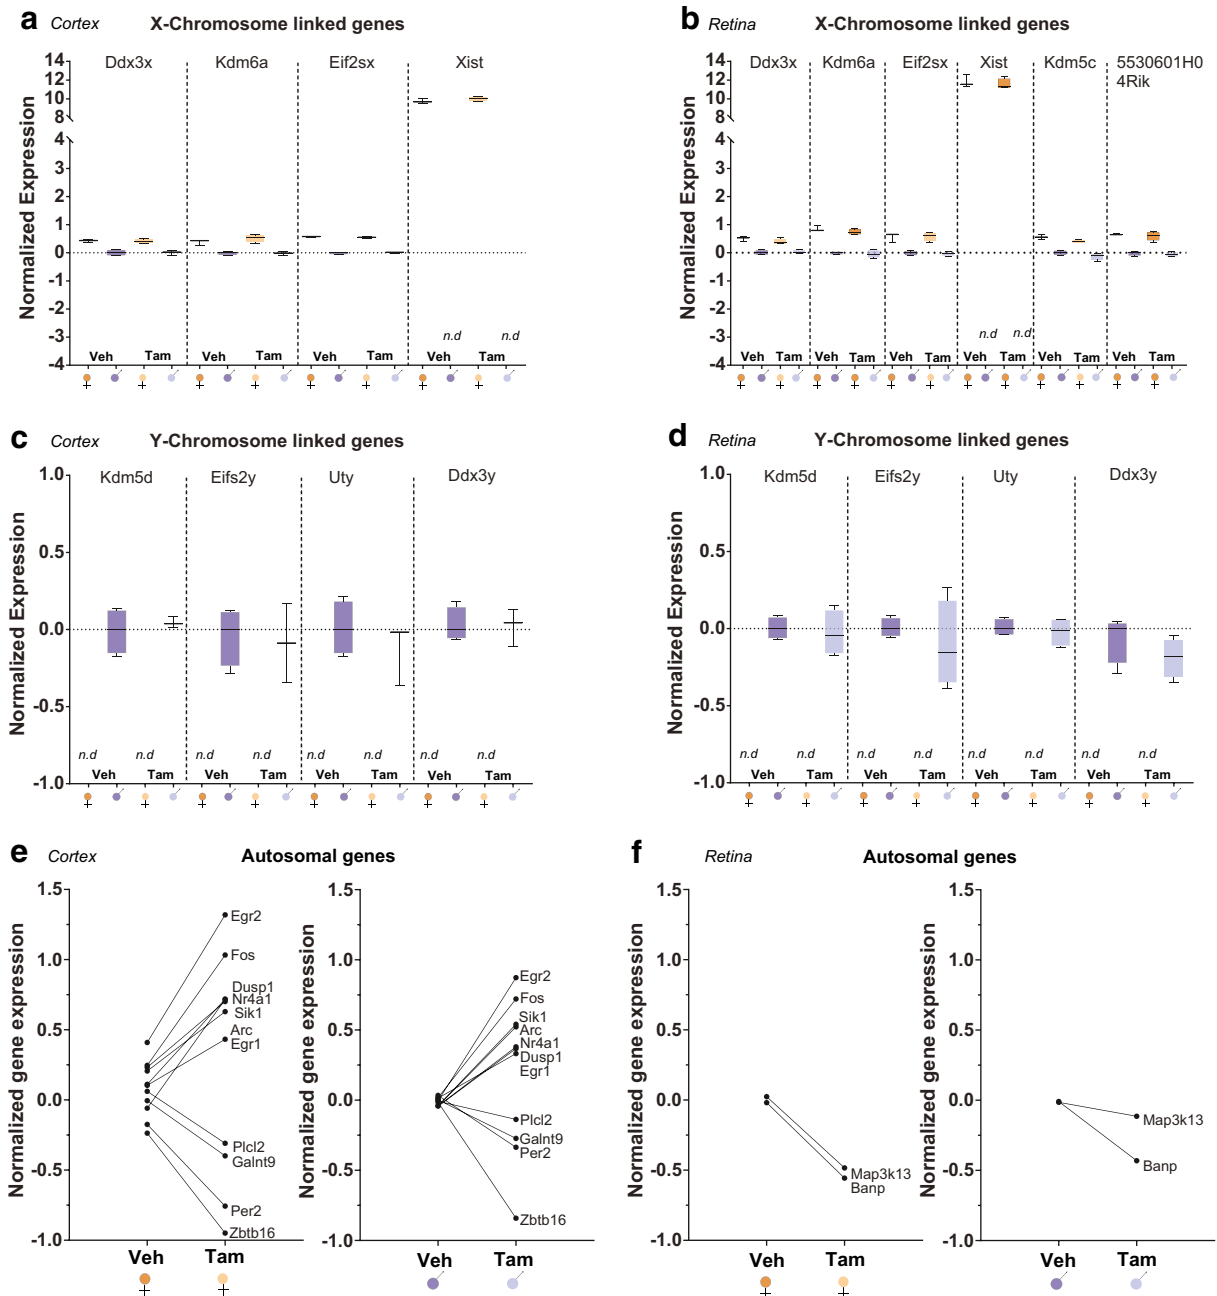 a Cortex X-Chromosome linked genes
Normalized Expression
14
12
10
8
4
3
2
1
0
-1
-2
-3
-4
Ddx3x Kdm6a Eif2sx Xist
n.d n.d
Veh Tam Veh Tam Veh Tam Veh Tam
b Retina X-Chromosome linked genes
Normalized Expression
14
12
10
8
4
3
2
1
0
-1
-2
-3
-4
Ddx3x Kdm6a Eif2sx Xist Kdm5c 5530601H0
4Rik
n.d n.d
Veh Tam Veh Tam Veh Tam Veh Tam Veh Tam Veh Tam
c Cortex Y-Chromosome linked genes
Normalized Expression
1.0
0.5
0.0
-0.5
-1.0
Kdm5d Eifs2y Uty Ddx3y
n.d n.d n.d n.d n.d n.d n.d n.d
Veh Tam Veh Tam Veh Tam Veh Tam
d Retina Y-Chromosome linked genes
Normalized Expression
1.0
0.5
0.0
-0.5
-1.0
Kdm5d Eifs2y Uty Ddx3y
n.d n.d n.d n.d n.d n.d n.d n.d
Veh Tam Veh Tam Veh Tam Veh Tam
e Cortex Autosomal genes
Normalized gene expression
1.5
1.0
0.5
0.0
-0.5
-1.0
Egr2
Fos
Dusp1
Nr4a1
Sik1
Arc
Egr1
Plcl2
Galnt9
Per2
Zbtb16
Veh Tam
Normalized gene expression
1.5
1.0
0.5
0.0
-0.5
-1.0
Egr2
Fos
Sik1
Arc
Nr4a1
Dusp1
Egr1
Plcl2
Galnt9
Per2
Zbtb16
Veh Tam
f Retina Autosomal genes
Normalized gene expression
1.5
1.0
0.5
0.0
-0.5
-1.0
Map3k13
Banp
Veh Tam
Normalized gene expression
1.5
1.0
0.5
0.0
-0.5
-1.0
Map3k13
Banp
Veh Tam